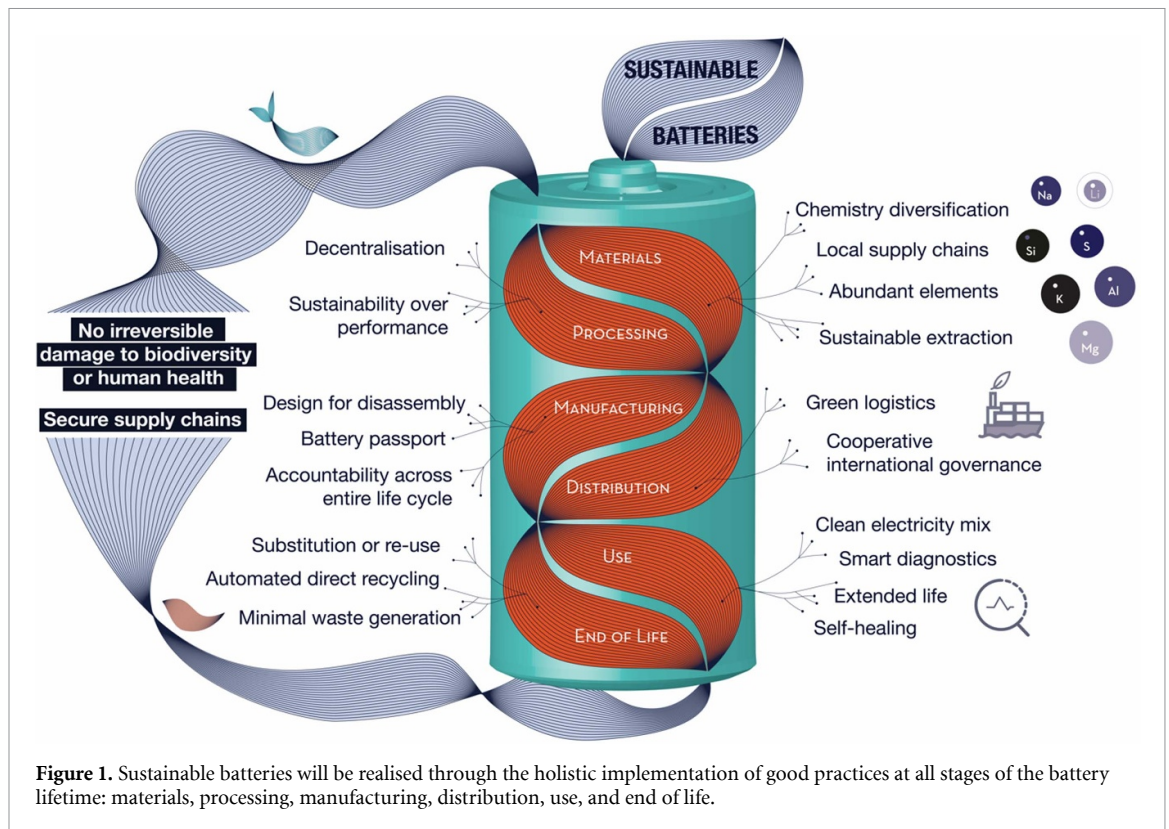 SUSTAINABLE
BATTERIES
MATERIALS
PROCESSING
MANUFACTURING
DISTRIBUTION
USE
END OF LIFE
Decentralisation
Sustainability over
performance
Design for disassembly
Battery passport
Accountability across
entire life cycle
Substitution or re-use
Automated direct recycling
Minimal waste generation
Chemistry diversification
Local supply chains
Abundant elements
Sustainable extraction
Na
Li
Si
S
K
Al
Mg
Green logistics
Cooperative
international governance
Clean electricity mix
Smart diagnostics
Extended life
Self-healing
No irreversible
damage to biodiversity
or human health
Secure supply chains
Figure 1. Sustainable batteries will be realised through the holistic implementation of good practices at all stages of the battery
lifetime: materials, processing, manufacturing, distribution, use, and end of life.